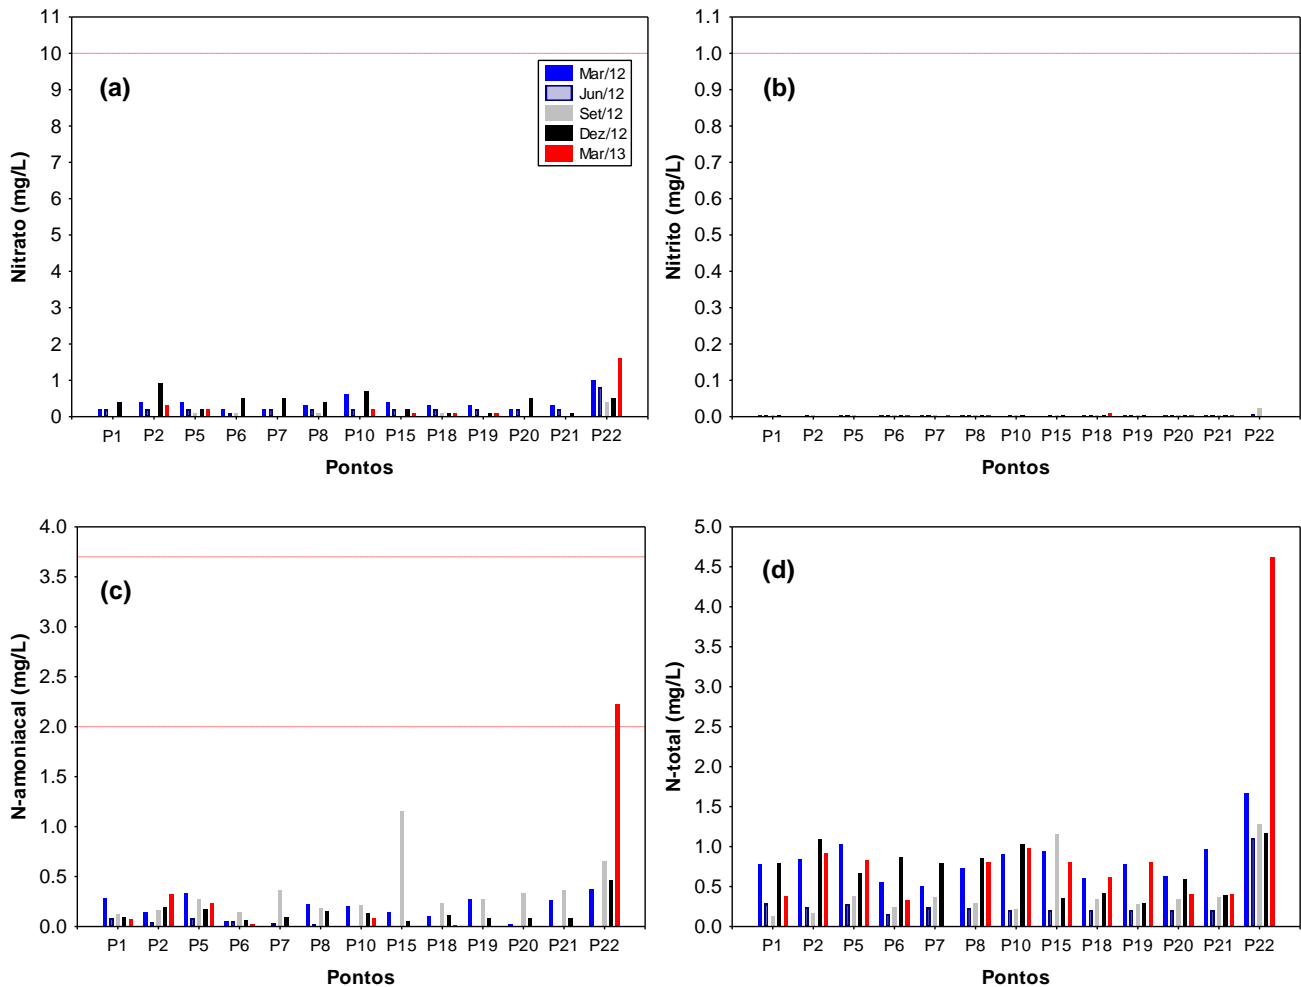 11
10
9
8
7
6
5
4
3
2
1
0
Nitrato (mg/L)
(a)
Mar/12
Jun/12
Set/12
Dez/12
Mar/13
P1 P2 P5 P6 P7 P8 P10 P15 P18 P19 P20 P21 P22
Pontos
1.1
1.0
0.9
0.8
0.7
0.6
0.5
0.4
0.3
0.2
0.1
0.0
Nitrito (mg/L)
(b)
P1 P2 P5 P6 P7 P8 P10 P15 P18 P19 P20 P21 P22
Pontos
4.0
3.5
3.0
2.5
2.0
1.5
1.0
0.5
0.0
N-amoniacal (mg/L)
(c)
P1 P2 P5 P6 P7 P8 P10 P15 P18 P19 P20 P21 P22
Pontos
5.0
4.5
4.0
3.5
3.0
2.5
2.0
1.5
1.0
0.5
0.0
N-total (mg/L)
(d)
P1 P2 P5 P6 P7 P8 P10 P15 P18 P19 P20 P21 P22
Pontos